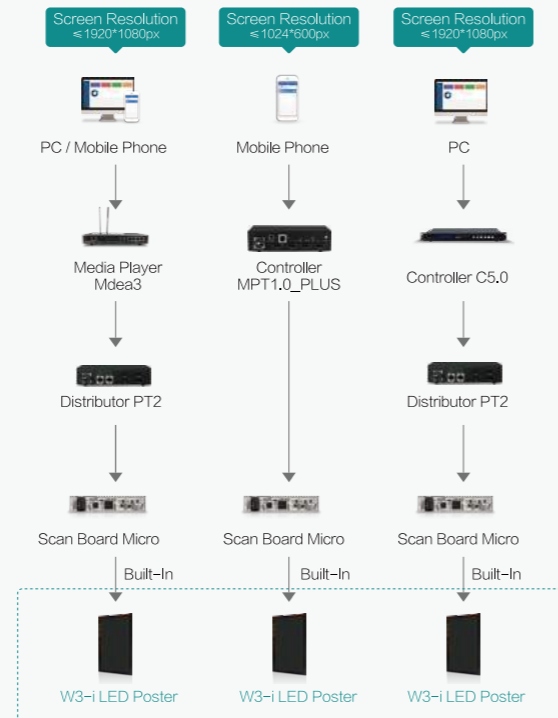 Screen Resolution
≤1920*1080px
Screen Resolution
≤1024*600px
Screen Resolution
≤1920*1080px
PC / Mobile Phone
Mobile Phone
PC
Media Player
Mdea3
Controller
MPT1.0_PLUS
Controller C5.0
Distributor PT2
Distributor PT2
Scan Board Micro
Scan Board Micro
Scan Board Micro
Built-In
Built-In
Built-In
W3-i LED Poster
W3-i LED Poster
W3-i LED Poster